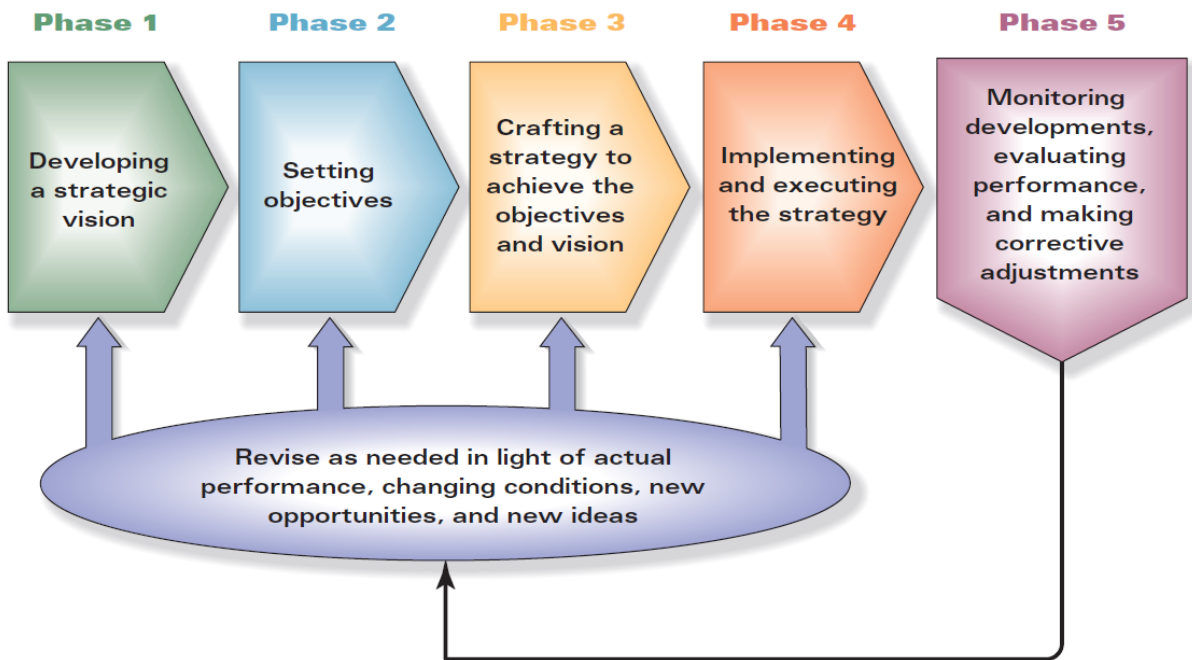 Phase 1
Phase 2
Phase 3
Phase 4
Phase 5
Developing
a strategic
vision
Setting
objectives
Crafting a
strategy to
achieve the
objectives
and vision
Implementing
and executing
the strategy
Monitoring
developments,
evaluating
performance,
and making
corrective
adjustments
Revise as needed in light of actual
performance, changing conditions, new
opportunities, and new ideas